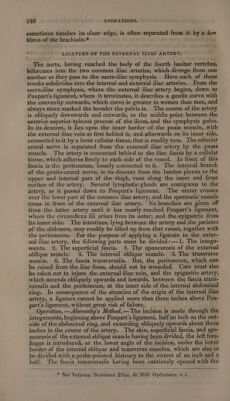 240 OPERATIONS.
sometimes touches its ulnar edge, is often separated from it by a few
fibres of the brachialis.*
LIGATURE OF THE EXTERNAL ILIAC ARTERY.
The aorta, having reached the body of the fourth lumbar vertebra,
bifurcates into the two common iliac arteries, which diverge from one
another as they pass to the sacro-iliac symphysis. Here each of these
trunks subdivides into the internal and external iliac arteries. From the
sacro-iliac symphysis, where the external iliac artery begins, down to
Poupart's ligament, where it terminates, it describes a gentle curve with
the convexity outwards, which curve is greater in women than men, and
always more marked the broader the pelvis is. The course of the artery
is obliquely downwards and outwards, to the middle point between the
anterior superior spinous process of the ilium, and the symphysis pubis.
In its descent, it lies upon the inner border of the psoas muscle, with
the external iliac vein at first behind it, and afterwards on its inner side,
connected to it by a loose cellular tissue, that is readily torn. The anterior
crural nerve is separated from the external iliac artery by the psoas
muscle. The artery is connected behind to the iliac fascia by a cellular
tissue, which adheres firmly to each side of the vessel. In front of this
fascia is the peritoneum, loosely connected to it. The internal branch
of the genito-crural nerve, in its descent from the lumbar plexus to the
upper and internal part of the thigh, runs along the inner and front
surface of the artery. Several lymphatic glands are contiguous to the
artery, as it passes down to Poupart's ligament. The ureter crosses
over the lower part of the common iliac artery, and the spermatic vessels
cross in front of the external iliac artery. No branches are given off
from the latter artery until it has nearly reached Poupart's ligament,
where the circumflexa ilii arises from its outer, and the epigastric from
its inner side. The intestines, lying between the artery and the parietes
of the abdomen, may readily be lifted up from that vessel, together with
the peritoneum. For the purpose of applying a ligature to the exter-
nal iliac artery, the following parts must be divided:—1. The integu-
ments. 2. The superficial fascia. 3. The aponeurosis of the external
oblique muscle. 4. The internal oblique muscle. 5. The transverse
muscle. 6. The fascia transversalis. But, the peritoneum, which can
be raised from the iliac fossa, should not be wounded. Care must also
be taken not to injure the external iliac vein, and the epigastric artery
which ascends obliquely and inwards, between the fascia trans-
versalis and the peritoneum, at the inner side of the internal abdominal
ring. In consequence of the situation of the origin of the internal iliac
artery, a ligature cannot be applied more than three inches above Pou-
part's ligament, without great risk of failure.
Operation.—Abernethy's Method.—The incision is made through the
integuments, beginning above Poupart's ligament, half an inch on the out-
side of the abdominal ring, and extending obliquely upwards about three
inches in the course of the artery. The skin, superficial fascia, and apo-
neurosis of the external oblique muscle having been divided, the left fore-
finger is introduced, at the lower angle of the incision, under the lower
border of the internal oblique and transverse muscles, which are also to
be divided with a probe-pointed bistoury to the extent of an inch and a
half. The fascia transversalis having been cautiously opened with the
* See Velpeau, Nouveaux Elém. de Méd. Opératoire, t. i.